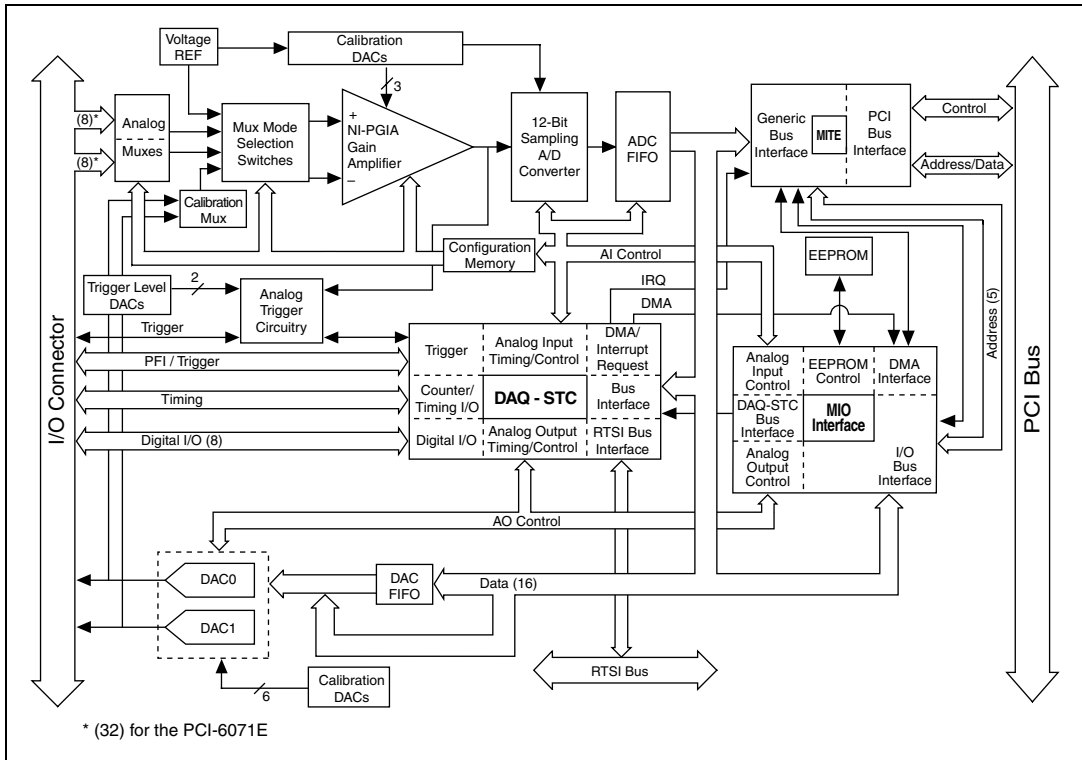 Voltage
REF
Calibration
DACs
3
(8)*
(8)*
Analog
Muxes
Mux Mode
Selection
Switches
+
NI-PGIA
Gain
Amplifier
–
12-Bit
Sampling
A/D
Converter
ADC
FIFO
Generic
Bus
Interface
MITE
PCI
Bus
Interface
Control
Address/Data
Calibration
Mux
Configuration
Memory
AI Control
EEPROM
IRQ
DMA
Address (5)
Trigger Level
DACs
2
Analog
Trigger
Circuitry
I/O Connector
PCI Bus
Trigger
PFI / Trigger
Timing
Digital I/O (8)
Trigger
Analog Input
Timing/Control
DMA/
Interrupt
Request
Counter/
Timing I/O
DAQ - STC
Bus
Interface
Digital I/O
Analog Output
Timing/Control
RTSI Bus
Interface
Analog
Input
Control
EEPROM
Control
DMA
Interface
DAQ-STC
Bus
Interface
MIO
Interface
Analog
Output
Control
I/O
Bus
Interface
AO Control
DAC0
DAC1
DAC
FIFO
Data (16)
6
Calibration
DACs
RTSI Bus
* (32) for the PCI-6071E